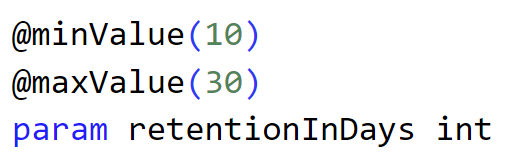 @minValue(10)
@maxValue(30)
param retentionInDays int